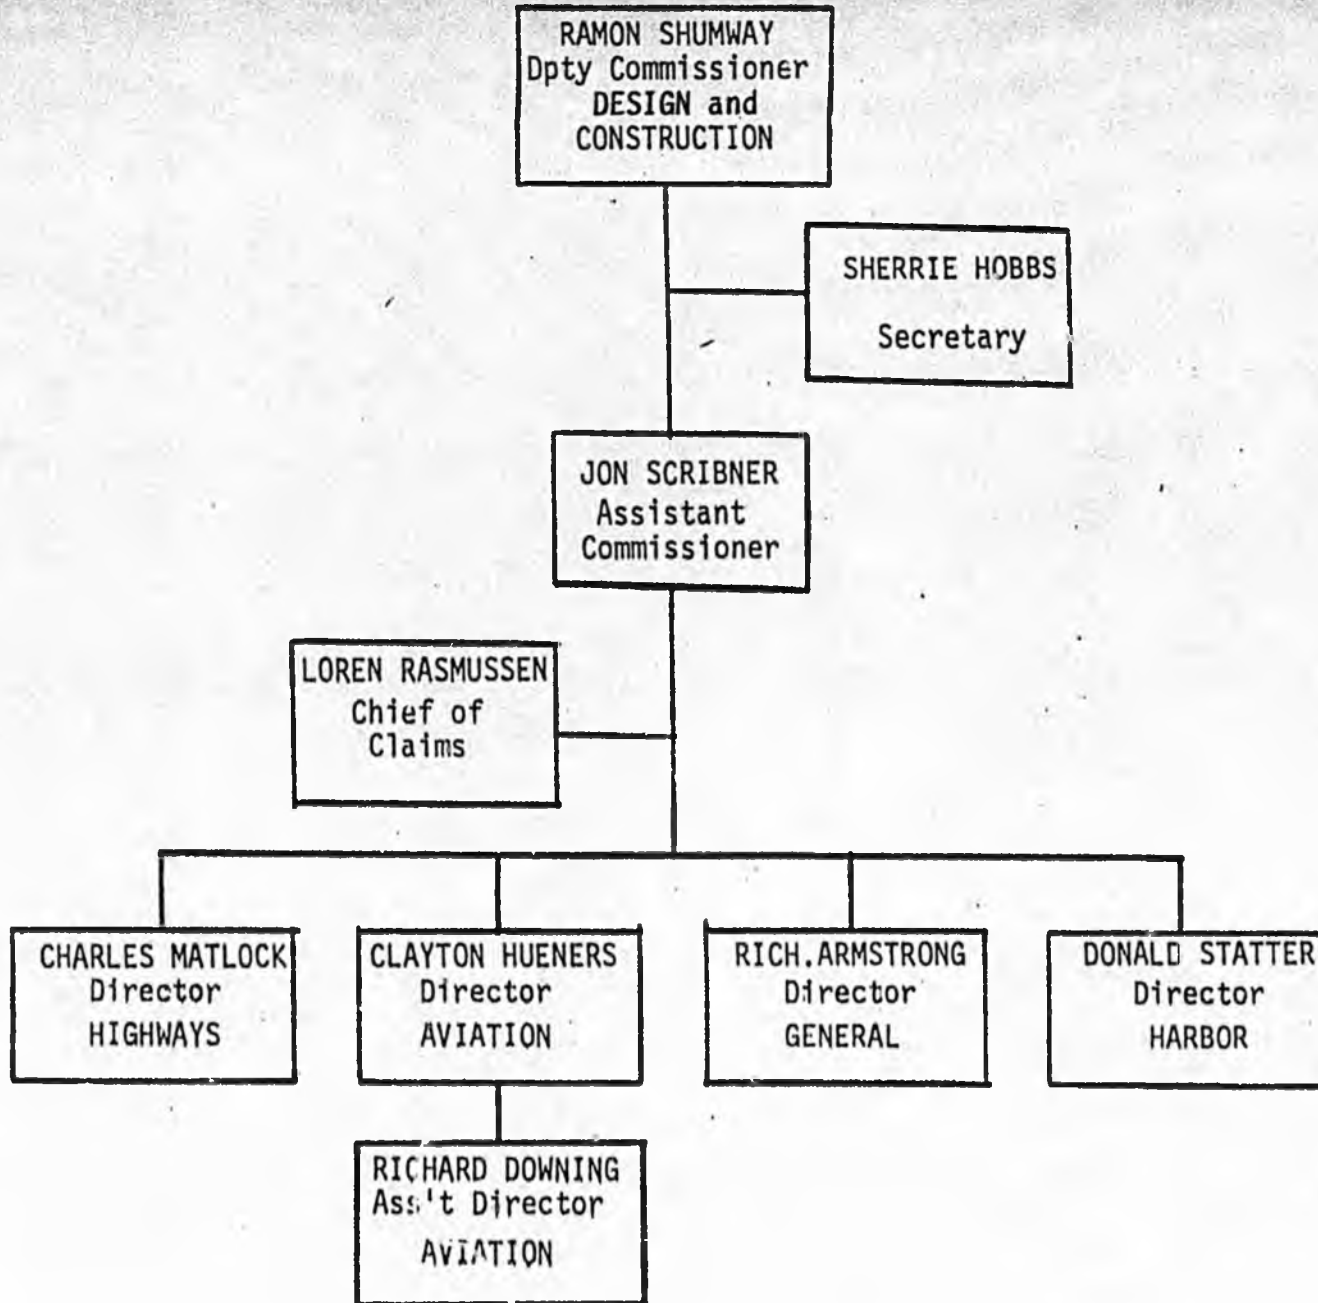 RAMON SHUMWAY
Dpty Commissioner
DESIGN and
CONSTRUCTION
SHERRIE HOBBS
Secretary
JON SCRIBNER
Assistant
Commissioner
LOREN RASMUSSEN
Chief of
Claims
CHARLES MATLOCK
Director
HIGHWAYS
CLAYTON HUENERS
Director
AVIATION
RICH.ARMSTRONG
Director
GENERAL
DONALD STATTER
Director
HARBOR
RICHARD DOWNING
Ass't Director
AVIATION